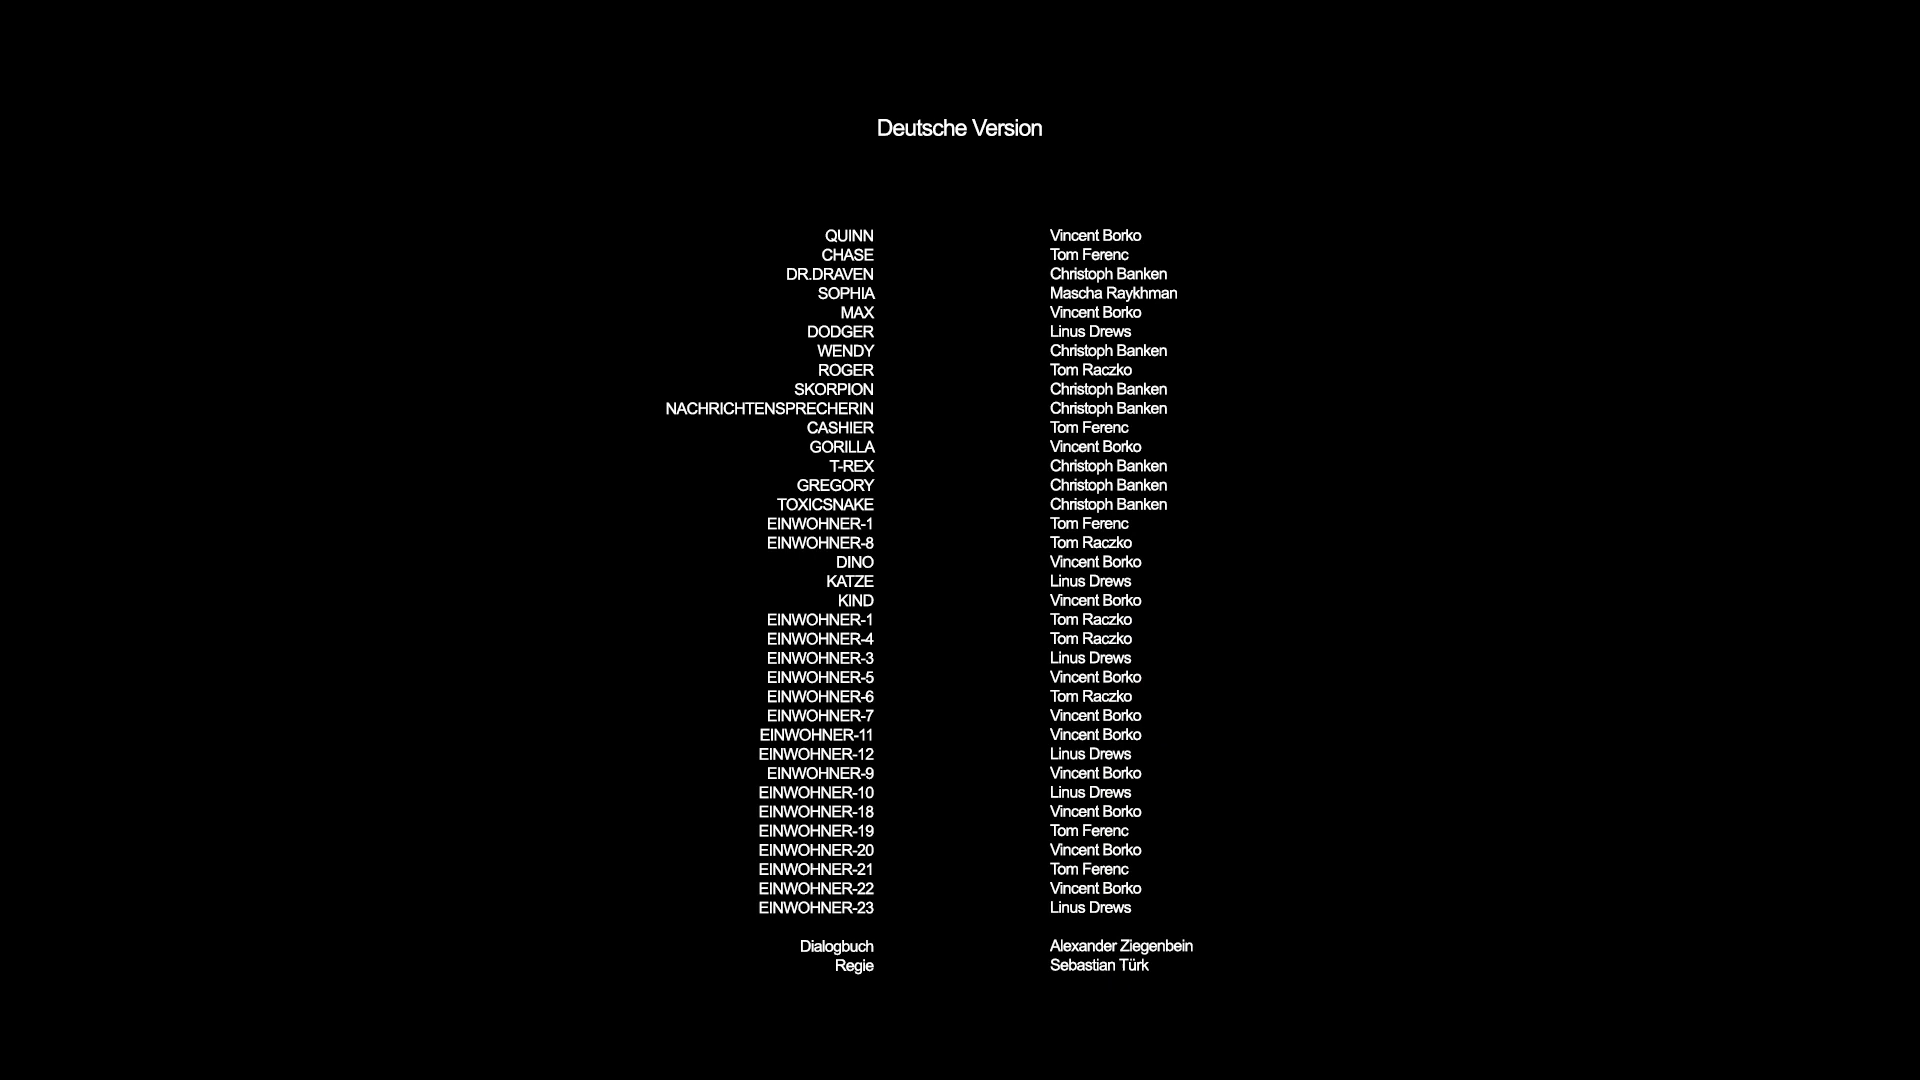 Deutsche Version
QUINN Vincent Borko
CHASE Tom Ferenc
DR.DRAVEN Christoph Banken
SOPHIA Mascha Raykhman
MAX Vincent Borko
DODGER Linus Drews
WENDY Christoph Banken
ROGER Tom Raczko
SKORPION Christoph Banken
NACHRICHTENSPRECHERIN Christoph Banken
CASHIER Tom Ferenc
GORILLA Vincent Borko
T-REX Christoph Banken
GREGORY Christoph Banken
TOXICSNAKE Christoph Banken
EINWOHNER-1 Tom Ferenc
EINWOHNER-8 Tom Raczko
DINO Vincent Borko
KATZE Linus Drews
KIND Vincent Borko
EINWOHNER-1 Tom Raczko
EINWOHNER-4 Tom Raczko
EINWOHNER-3 Linus Drews
EINWOHNER-5 Vincent Borko
EINWOHNER-6 Tom Raczko
EINWOHNER-7 Vincent Borko
EINWOHNER-11 Vincent Borko
EINWOHNER-12 Linus Drews
EINWOHNER-9 Vincent Borko
EINWOHNER-10 Linus Drews
EINWOHNER-18 Vincent Borko
EINWOHNER-19 Tom Ferenc
EINWOHNER-20 Vincent Borko
EINWOHNER-21 Tom Ferenc
EINWOHNER-22 Vincent Borko
EINWOHNER-23 Linus Drews
Dialogbuch Alexander Ziegenbein
Regie Sebastian Türk